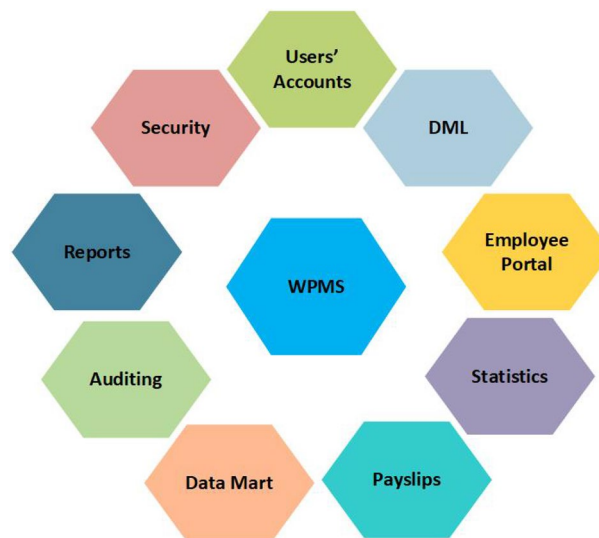 Users'
Accounts
Security
DML
Reports
Employee
Portal
WPMS
Auditing
Statistics
Data Mart
Payslips